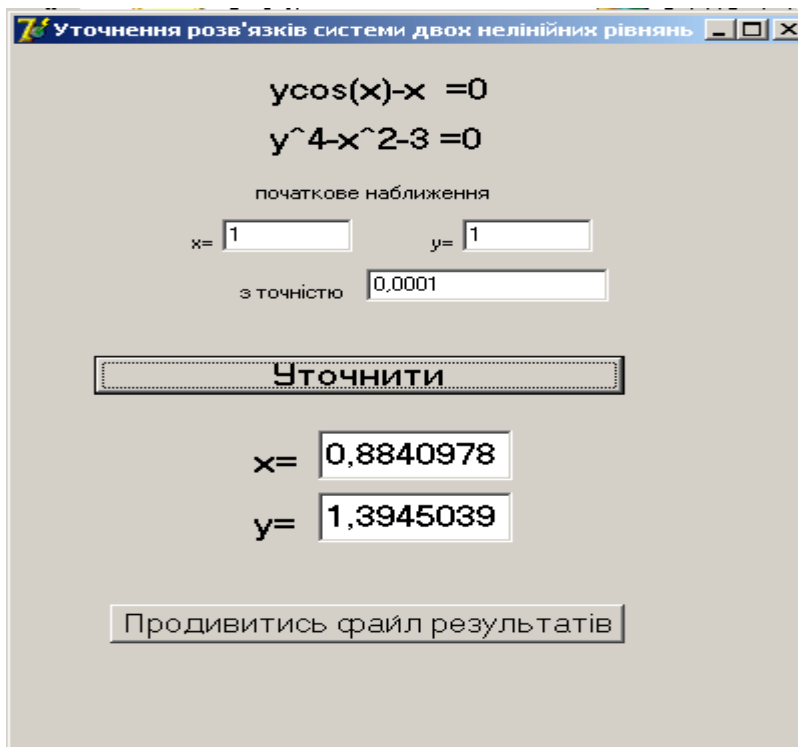 Уточнення розв'язків системи двох нелінійних рівнянь
ycos(x)-x =0
y^4-x^2-3 =0
початкове наближення
x= 1 y= 1
з точністю 0,0001
Уточнити
x= 0,8840978
y= 1,3945039
Продивитись файл результатів